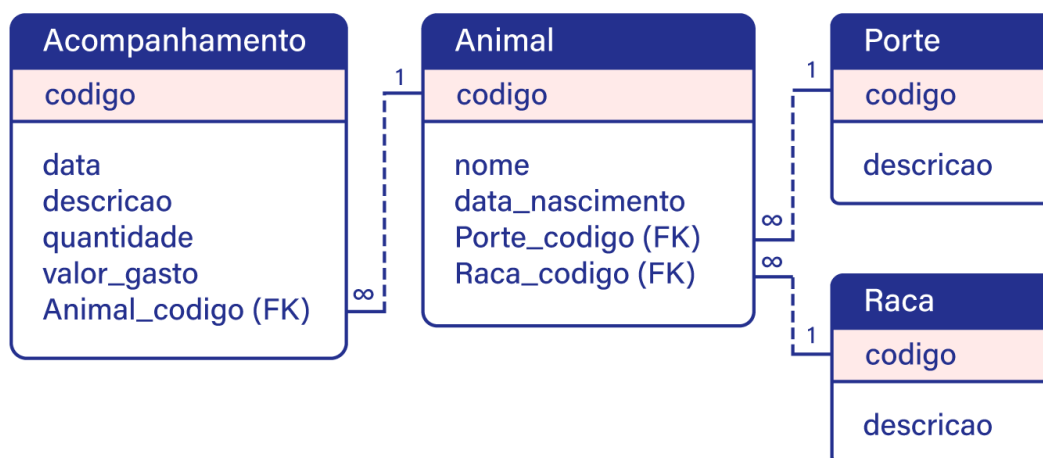 Acompanhamento
codigo
data
descricao
quantidade
valor_gasto
Animal_codigo (FK)
1
∞
Animal
codigo
nome
data_nascimento
Porte_codigo (FK)
Raca_codigo (FK)
1
∞
∞
1
Porte
codigo
descricao
Raca
codigo
descricao